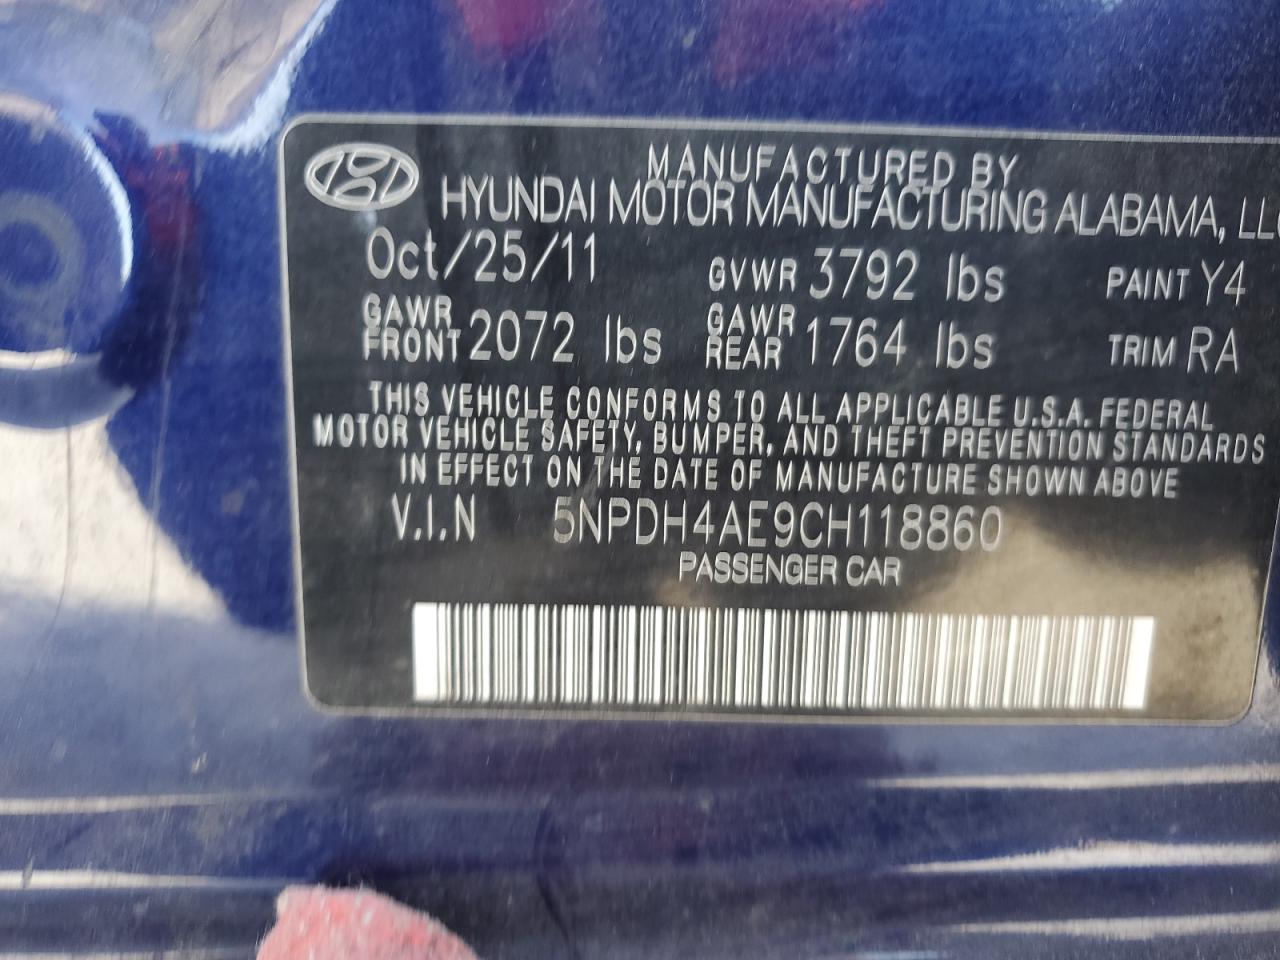 MANUFACTURED BY
HYUNDAI MOTOR MANUFACTURING ALABAMA, LLC
Oct/25/11 GVWR 3792 lbs PAINT Y4
GAWR FRONT 2072 lbs GAWR REAR 1764 lbs TRIM RA
THIS VEHICLE CONFORMS TO ALL APPLICABLE U.S.A. FEDERAL
MOTOR VEHICLE SAFETY, BUMPER, AND THEFT PREVENTION STANDARDS
IN EFFECT ON THE DATE OF MANUFACTURE SHOWN ABOVE
V.I.N 5NPDH4AE9CH118860
PASSENGER CAR